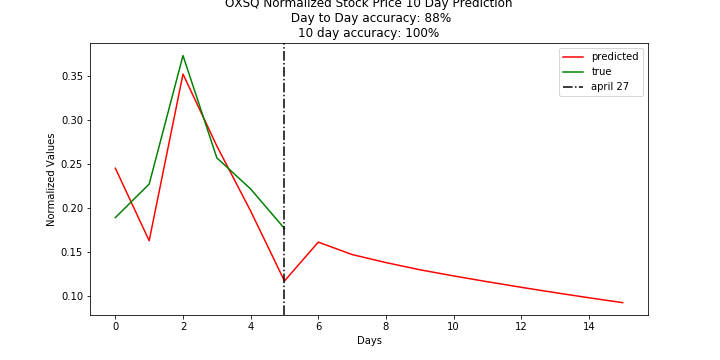 OXSQ Normalized Stock Price 10 Day Prediction
Day to Day accuracy: 88%
10 day accuracy: 100%
predicted
true
april 27
Normalized Values
0.35
0.30
0.25
0.20
0.15
0.10
0 2 4 6 8 10 12 14
Days